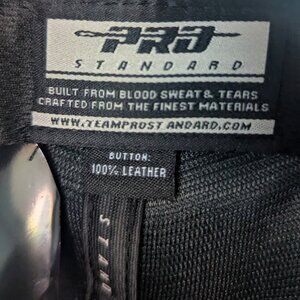 PRO
STANDARD
BUILT FROM BLOOD SWEAT & TEARS
CRAFTED FROM THE FINEST MATERIALS
WWW.TEAMPROSTANDARD.COM
BUTTON:
100% LEATHER